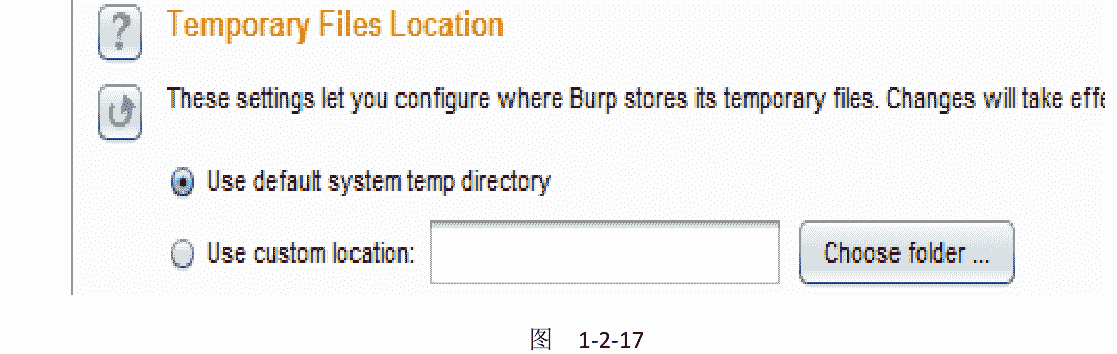 ?
Temporary Files Location
These settings let you configure where Burp stores its temporary files. Changes will take effe
Use default system temp directory
Use custom location:
Choose folder ...
图 1-2-17